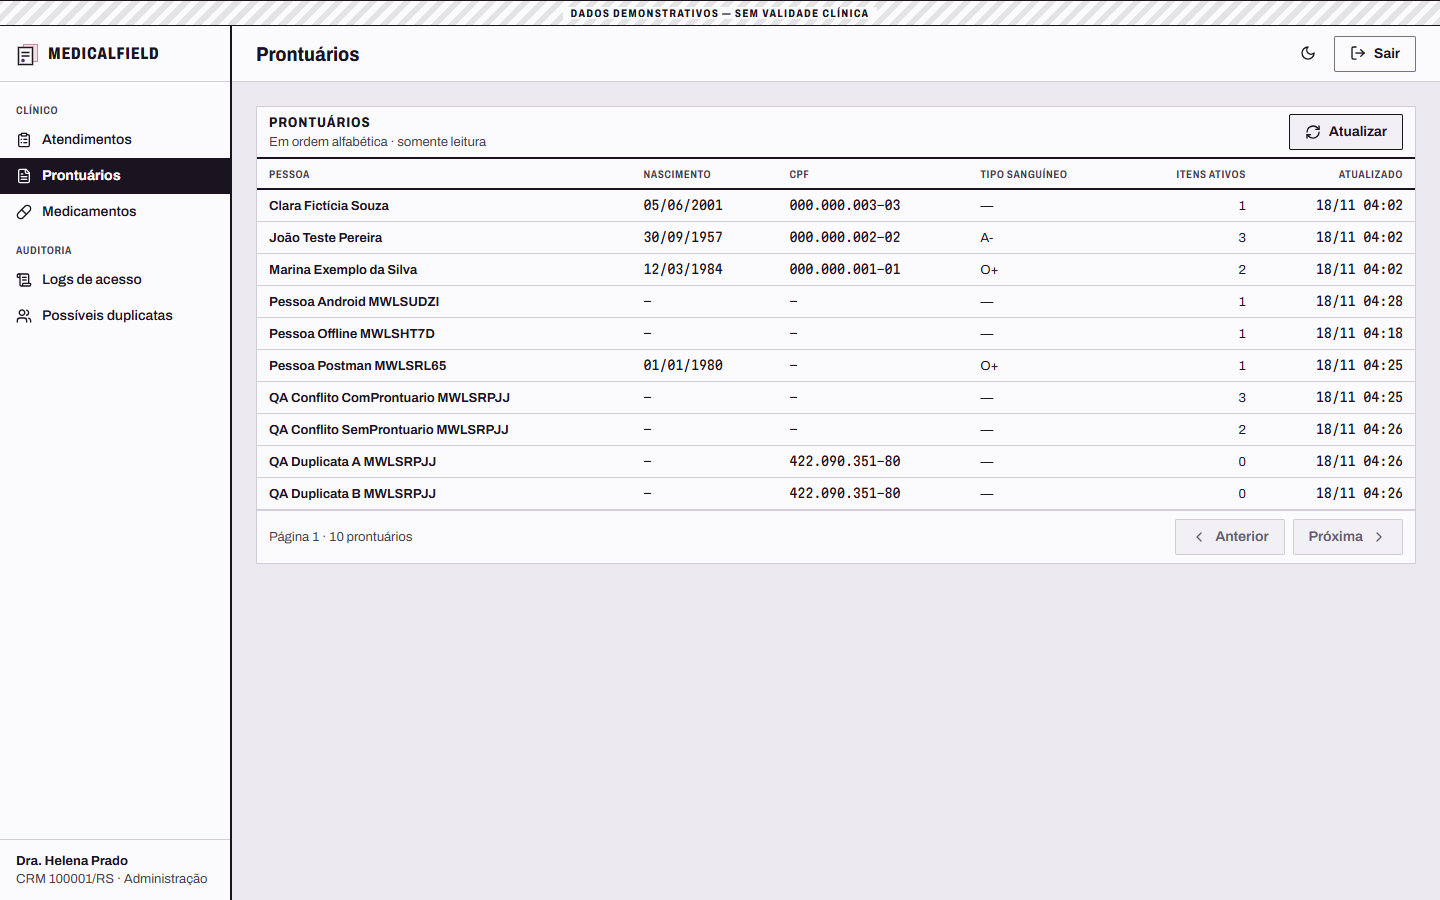 DADOS DEMONSTRATIVOS — SEM VALIDADE CLÍNICA
MEDICALFIELD
Prontuários
Sair
CLÍNICO
Atendimentos
Prontuários
Medicamentos
AUDITORIA
Logs de acesso
Possíveis duplicatas
PRONTUÁRIOS
Em ordem alfabética · somente leitura
Atualizar
PESSOA NASCIMENTO CPF TIPO SANGUÍNEO ITENS ATIVOS ATUALIZADO
Clara Fictícia Souza 05/06/2001 000.000.003-03 — 1 18/11 04:02
João Teste Pereira 30/09/1957 000.000.002-02 A- 3 18/11 04:02
Marina Exemplo da Silva 12/03/1984 000.000.001-01 O+ 2 18/11 04:02
Pessoa Android MWLSUDZI – – — 1 18/11 04:28
Pessoa Offline MWLSHT7D – – — 1 18/11 04:18
Pessoa Postman MWLSRL65 01/01/1980 – O+ 1 18/11 04:25
QA Conflito ComProntuario MWLSRPJJ – – — 3 18/11 04:25
QA Conflito SemProntuario MWLSRPJJ – – — 2 18/11 04:26
QA Duplicata A MWLSRPJJ – 422.090.351-80 — 0 18/11 04:26
QA Duplicata B MWLSRPJJ – 422.090.351-80 — 0 18/11 04:26
Página 1 · 10 prontuários
Anterior
Próxima
Dra. Helena Prado
CRM 100001/RS · Administração